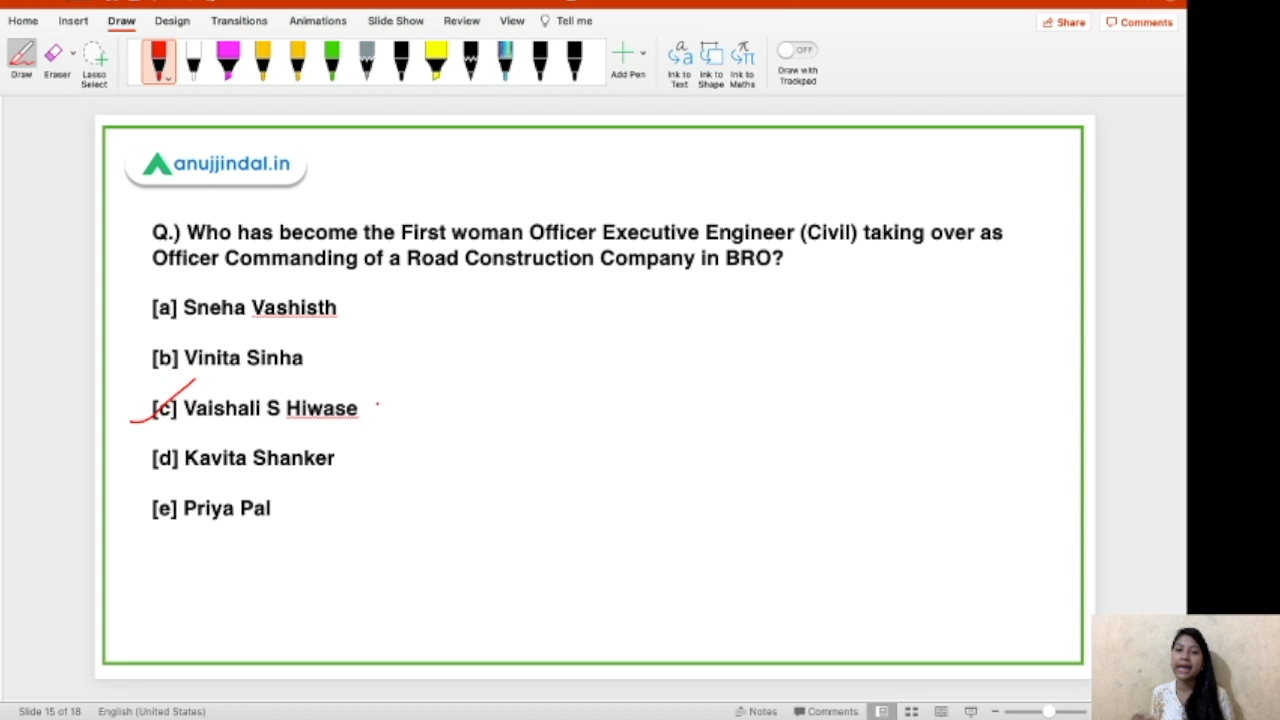 Home Insert Draw Design Transitions Animations Slide Show Review View Tell me Share Comments
Draw Eraser Lasso Select Add Pen Ink to Text Ink to Shape Ink to Maths OFF Draw with Trackpad
anujjindal.in
Q.) Who has become the First woman Officer Executive Engineer (Civil) taking over as
Officer Commanding of a Road Construction Company in BRO?
[a] Sneha Vashisth
[b] Vinita Sinha
[c] Vaishali S Hiwase
[d] Kavita Shanker
[e] Priya Pal
Slide 15 of 18 English (United States) Notes Comments